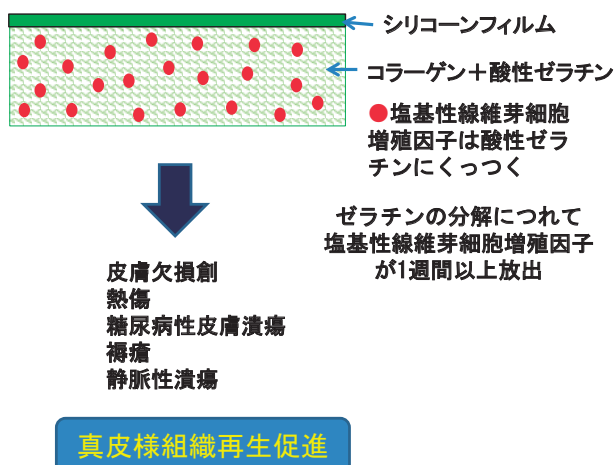 シリコーンフィルム
コラーゲン＋酸性ゼラチン
●塩基性線維芽細胞
増殖因子は酸性ゼラ
チンにくっつく
ゼラチンの分解につれて
塩基性線維芽細胞増殖因子
が1週間以上放出
皮膚欠損創
熱傷
糖尿病性皮膚潰瘍
褥瘡
静脈性潰瘍
真皮様組織再生促進